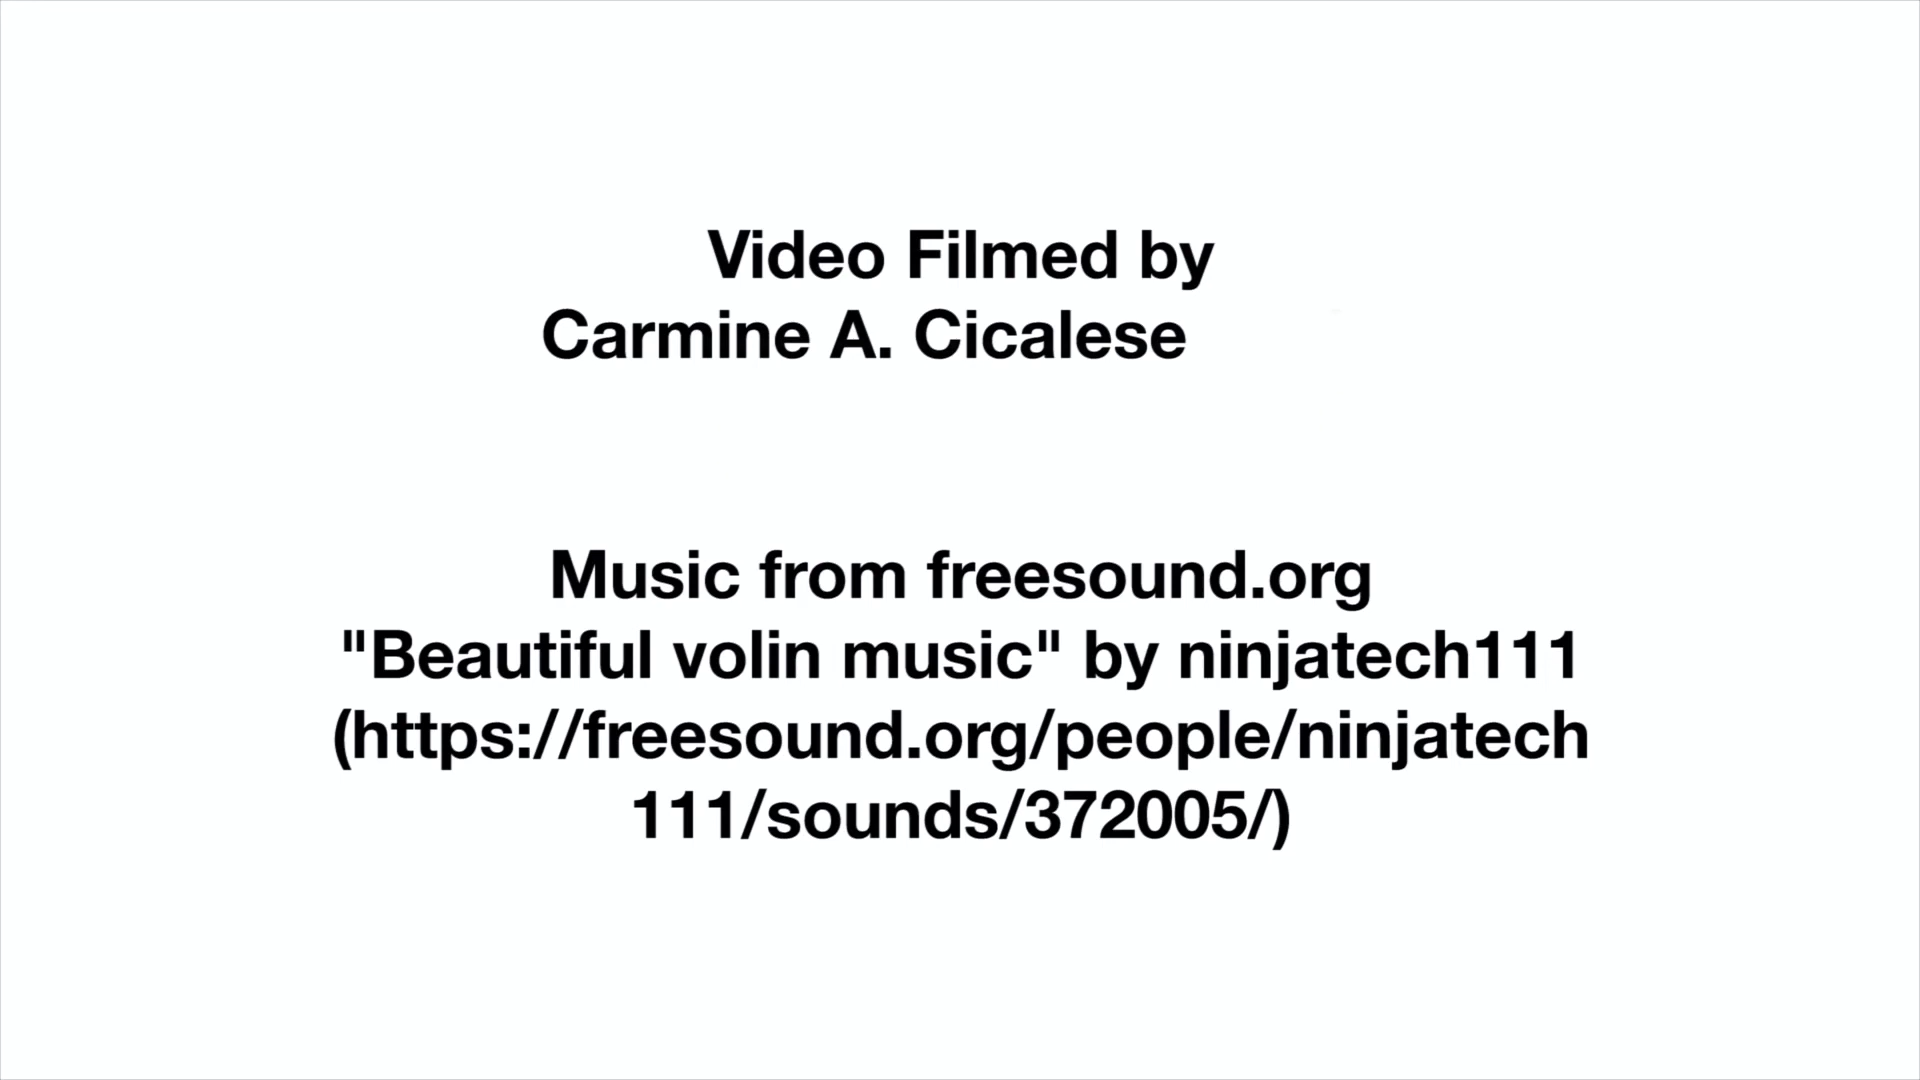 Video Filmed by
Carmine A. Cicalese
Music from freesound.org
"Beautiful volin music" by ninjatech111
(https://freesound.org/people/ninjatech
111/sounds/372005/)